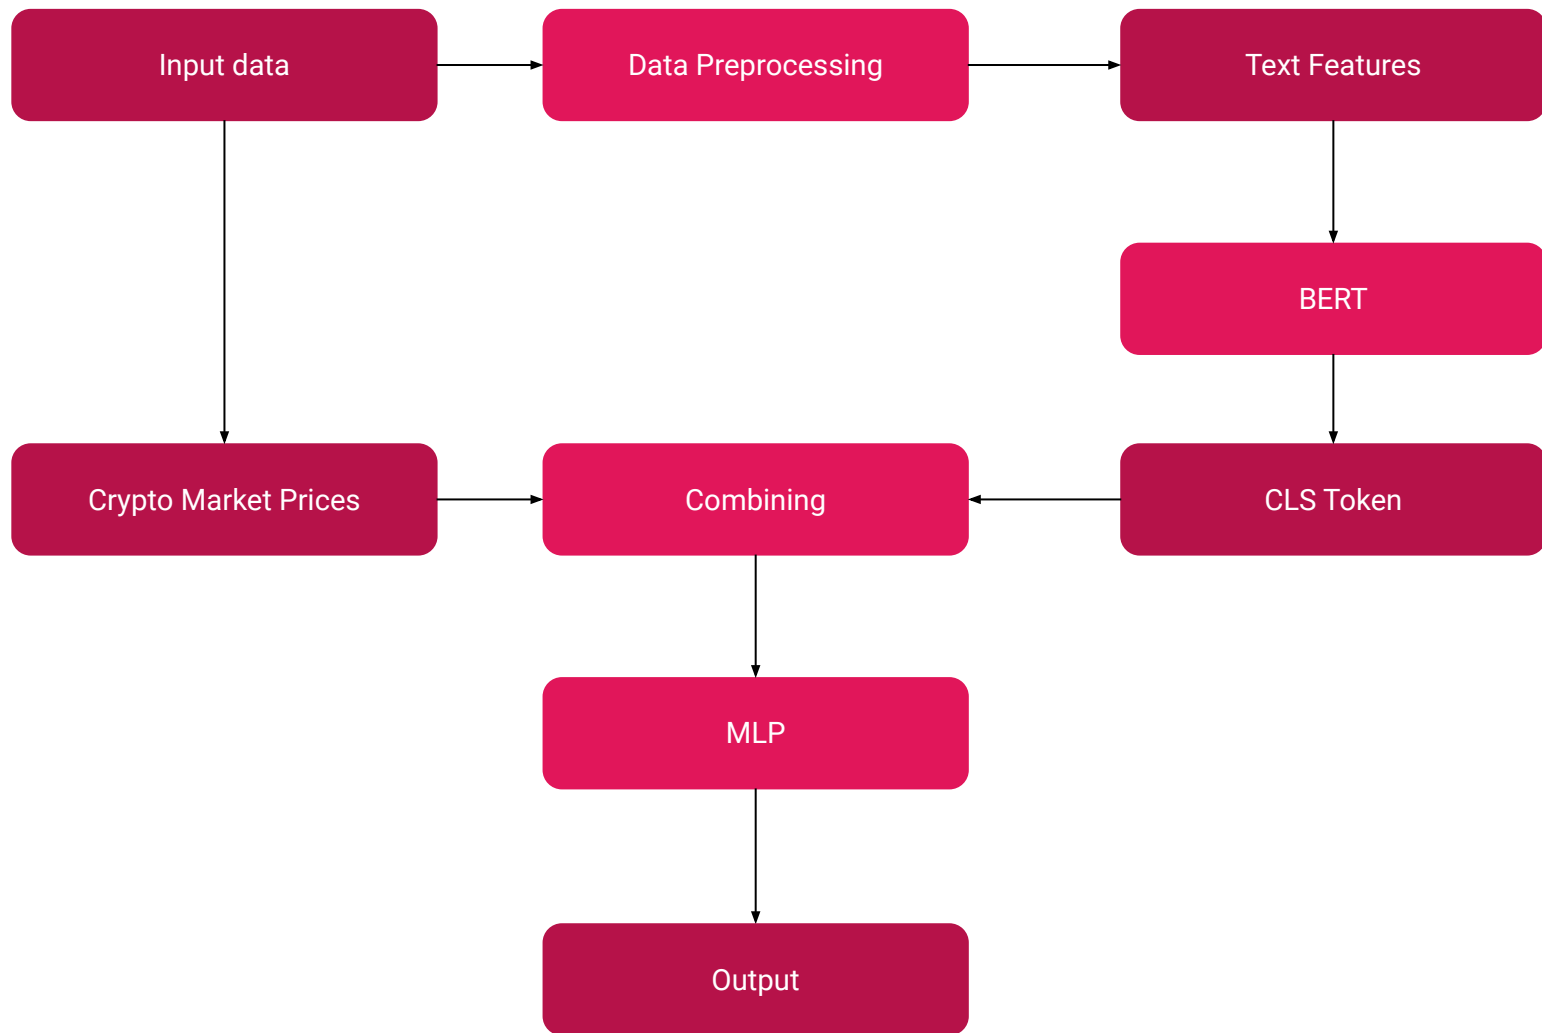 Input data
Data Preprocessing
Text Features
BERT
Crypto Market Prices
Combining
CLS Token
MLP
Output